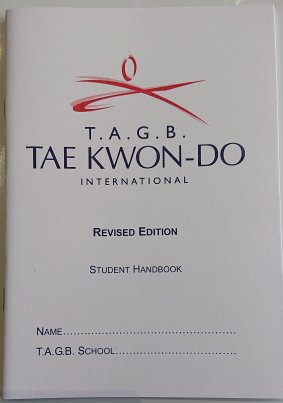 T.A.G.B.
TAE KWON-DO
INTERNATIONAL
REVISED EDITION
STUDENT HANDBOOK
NAME................................................
T.A.G.B. SCHOOL..................................